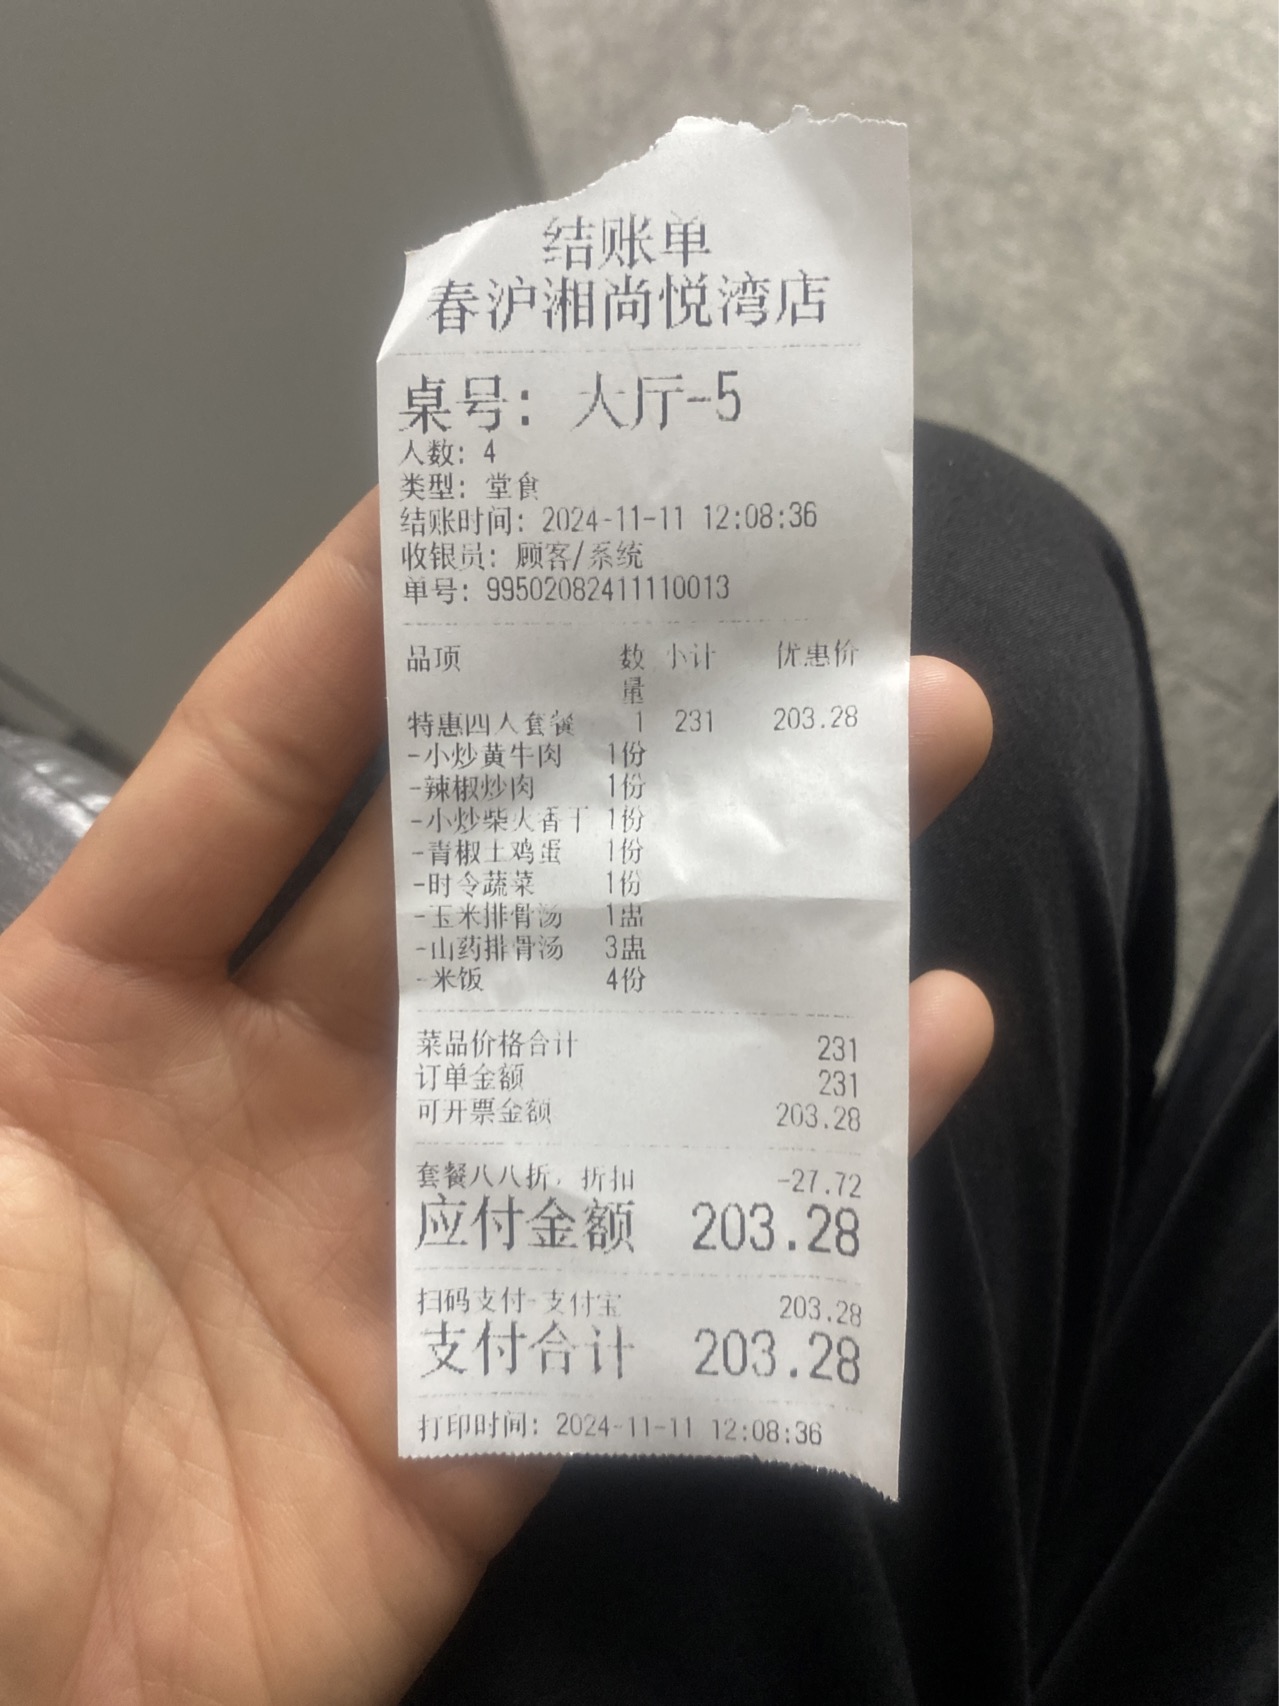 结账单
春沪湘尚悦湾店
桌号: 大厅-5
人数: 4
类型: 堂食
结账时间: 2024-11-11 12:08:36
收银员: 顾客/系统
单号: 99502082411110013
品项 数量 小计 优惠价
特惠四人套餐 1 231 203.28
-小炒黄牛肉 1份
-辣椒炒肉 1份
-小炒柴火香干 1份
-青椒土鸡蛋 1份
-时令蔬菜 1份
-玉米排骨汤 1盅
-山药排骨汤 3盅
-米饭 4份
菜品价格合计 231
订单金额 231
可开票金额 203.28
套餐八八折, 折扣 -27.72
应付金额 203.28
扫码支付-支付宝 203.28
支付合计 203.28
打印时间: 2024-11-11 12:08:36